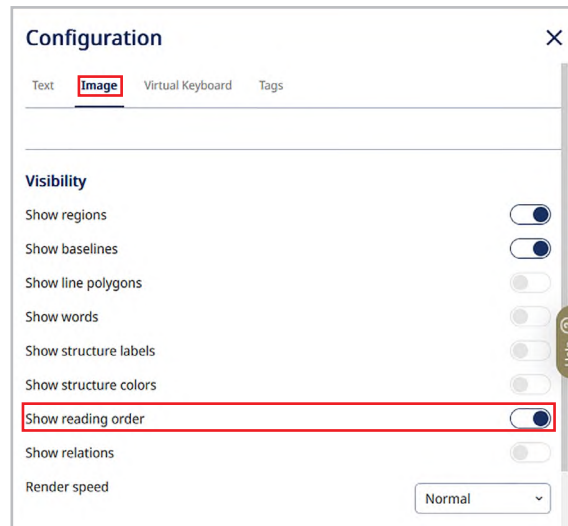 Configuration
Text Image Virtual Keyboard Tags
Visibility
Show regions
Show baselines
Show line polygons
Show words
Show structure labels
Show structure colors
Show reading order
Show relations
Render speed Normal